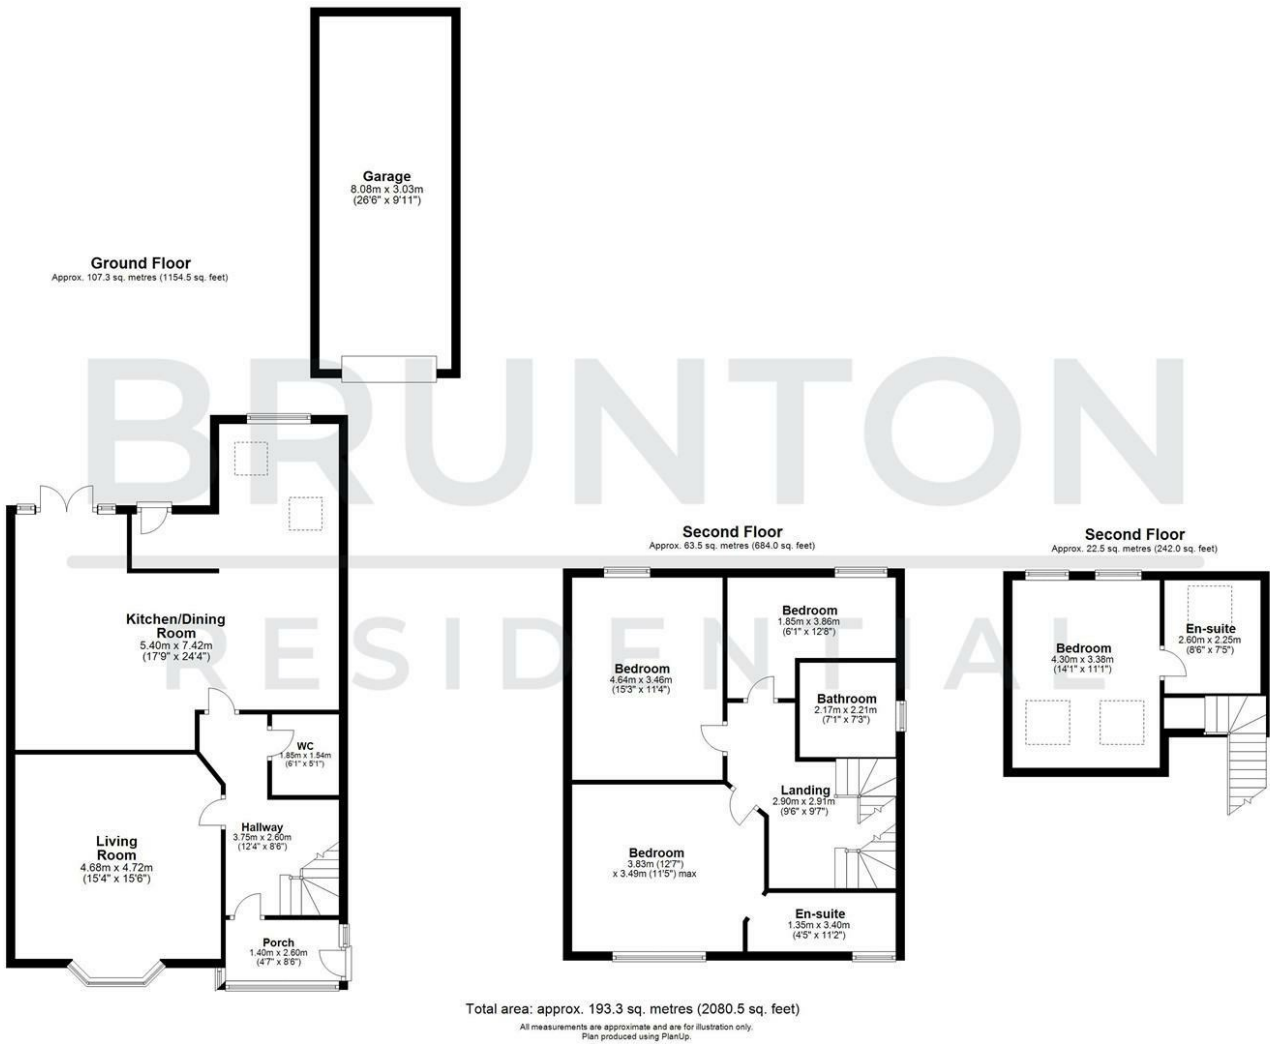 Garage
8.08m x 3.03m
(26'6" x 9'11")
Ground Floor
Approx. 107.3 sq. metres (1154.5 sq. feet)
BRUNTON
RESIDENTIAL
Kitchen/Dining
Room
5.40m x 7.42m
(17'9" x 24'4")
WC
1.85m x 1.54m
(6'1" x 5'1")
Hallway
3.75m x 2.60m
(12'4" x 8'6")
Living
Room
4.68m x 4.72m
(15'4" x 15'6")
Porch
1.40m x 2.60m
(4'7" x 8'6")
Second Floor
Approx. 63.5 sq. metres (684.0 sq. feet)
Bedroom
1.85m x 3.86m
(6'1" x 12'8")
Bedroom
4.64m x 3.46m
(15'3" x 11'4")
Bathroom
2.17m x 2.21m
(7'1" x 7'3")
Landing
2.90m x 2.91m
(9'6" x 9'7")
Bedroom
3.83m (12'7")
x 3.49m (11'5") max
En-suite
1.35m x 3.40m
(4'5" x 11'2")
Second Floor
Approx. 22.5 sq. metres (242.0 sq. feet)
En-suite
2.60m x 2.25m
(8'6" x 7'5")
Bedroom
4.30m x 3.38m
(14'1" x 11'1")
Total area: approx. 193.3 sq. metres (2080.5 sq. feet)
All measurements are approximate and are for illustration only.
Plan produced using PlanUp.